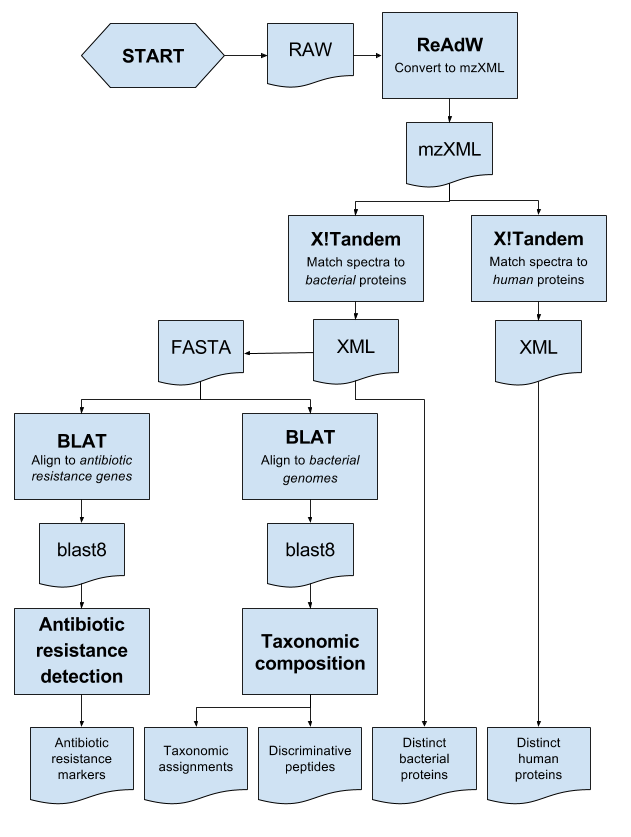 START
RAW
ReAdW
Convert to mzXML
mzXML
X!Tandem
Match spectra to
bacterial proteins
X!Tandem
Match spectra to
human proteins
FASTA
XML
XML
BLAT
Align to antibiotic
resistance genes
BLAT
Align to bacterial
genomes
blast8
blast8
Antibiotic
resistance
detection
Taxonomic
composition
Antibiotic
resistance
markers
Taxonomic
assignments
Discriminative
peptides
Distinct
bacterial
proteins
Distinct
human
proteins